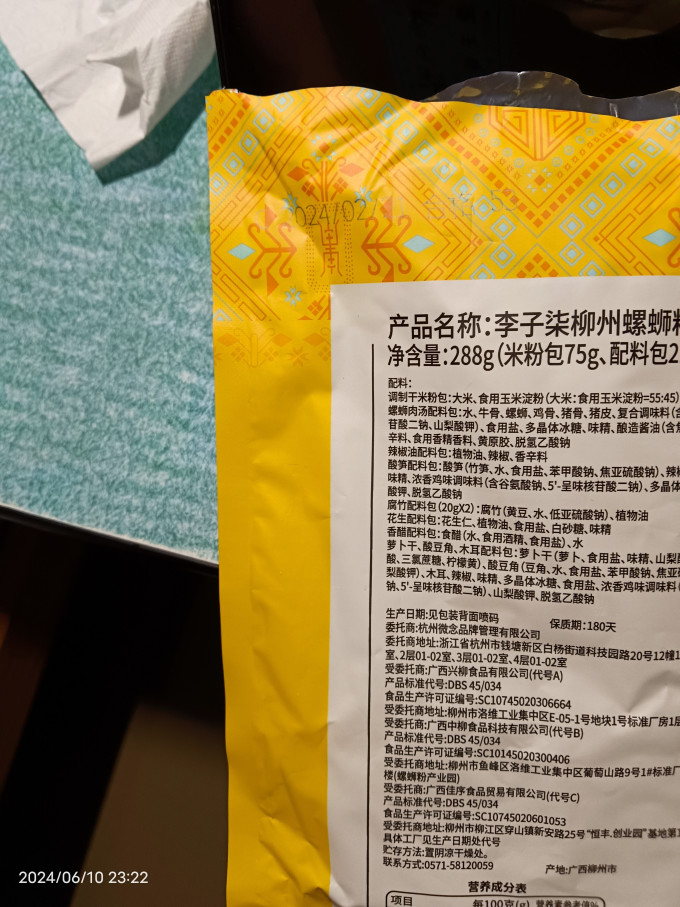 024/02/
产品名称:李子柒柳州螺蛳粉
净含量:288g(米粉包75g、配料包2
配料:
调制干米粉包:大米、食用玉米淀粉(大米:食用玉米淀粉=55:45)
螺蛳肉汤配料包:水、牛骨、螺蛳、鸡骨、猪骨、猪皮、复合调味料(含
苷酸二钠、山梨酸钾)、食用盐、多晶体冰糖、味精、酿造酱油(含焦
辛料、食用香精香料、黄原胶、脱氢乙酸钠
辣椒油配料包:植物油、辣椒、香辛料
酸笋配料包:酸笋(竹笋、水、食用盐、苯甲酸钠、焦亚硫酸钠)、辣椒
味精、浓香鸡味调味料(含谷氨酸钠、5'-呈味核苷酸二钠)、多晶体
酸钾、脱氢乙酸钠
腐竹配料包(20gX2):腐竹(黄豆、水、低亚硫酸钠)、植物油
花生配料包:花生仁、植物油、食用盐、白砂糖、味精
香醋配料包:食醋(水、食用酒精、食用盐)、水
萝卜干、酸豆角、木耳配料包:萝卜干(萝卜、食用盐、味精、山梨酸
酸、三氯蔗糖、柠檬黄)、酸豆角(豆角、水、食用盐、苯甲酸钠、焦亚硫
梨酸钾)、木耳、辣椒、味精、多晶体冰糖、食用盐、浓香鸡味调味料(
钠、5'-呈味核苷酸二钠)、山梨酸钾、脱氢乙酸钠
生产日期:见包装背面喷码 保质期:180天
委托商:杭州微念品牌管理有限公司
委托商地址:浙江省杭州市钱塘新区白杨街道科技园路20号12幢1
室、2层01-02室、3层01-02室、4层01-02室
受委托商:广西兴柳食品有限公司(代号A)
产品标准代号:DBS 45/034
食品生产许可证编号:SC10745020306664
受委托商地址:柳州市洛维工业集中区E-05-1号地块1号标准厂房1层
受委托商:广西中柳食品科技有限公司(代号B)
产品标准代号:DBS 45/034
食品生产许可证编号:SC10145020300406
受委托商地址:柳州市鱼峰区洛维工业集中区葡萄山路9号1#标准厂
楼(螺蛳粉产业园)
受委托商:广西佳序食品贸易有限公司(代号C)
产品标准代号:DBS 45/034
食品生产许可证编号:SC10745020601053
受委托商地址:柳州市柳江区穿山镇新安路25号“恒丰.创业园”基地第
具体工厂见生产日期处代号
贮存方法:置阴凉干燥处。
联系方式:0571-58120059 产地:广西柳州市
营养成分表
项目 每100克(g) 营养素参考值%
2024/06/10 23:22